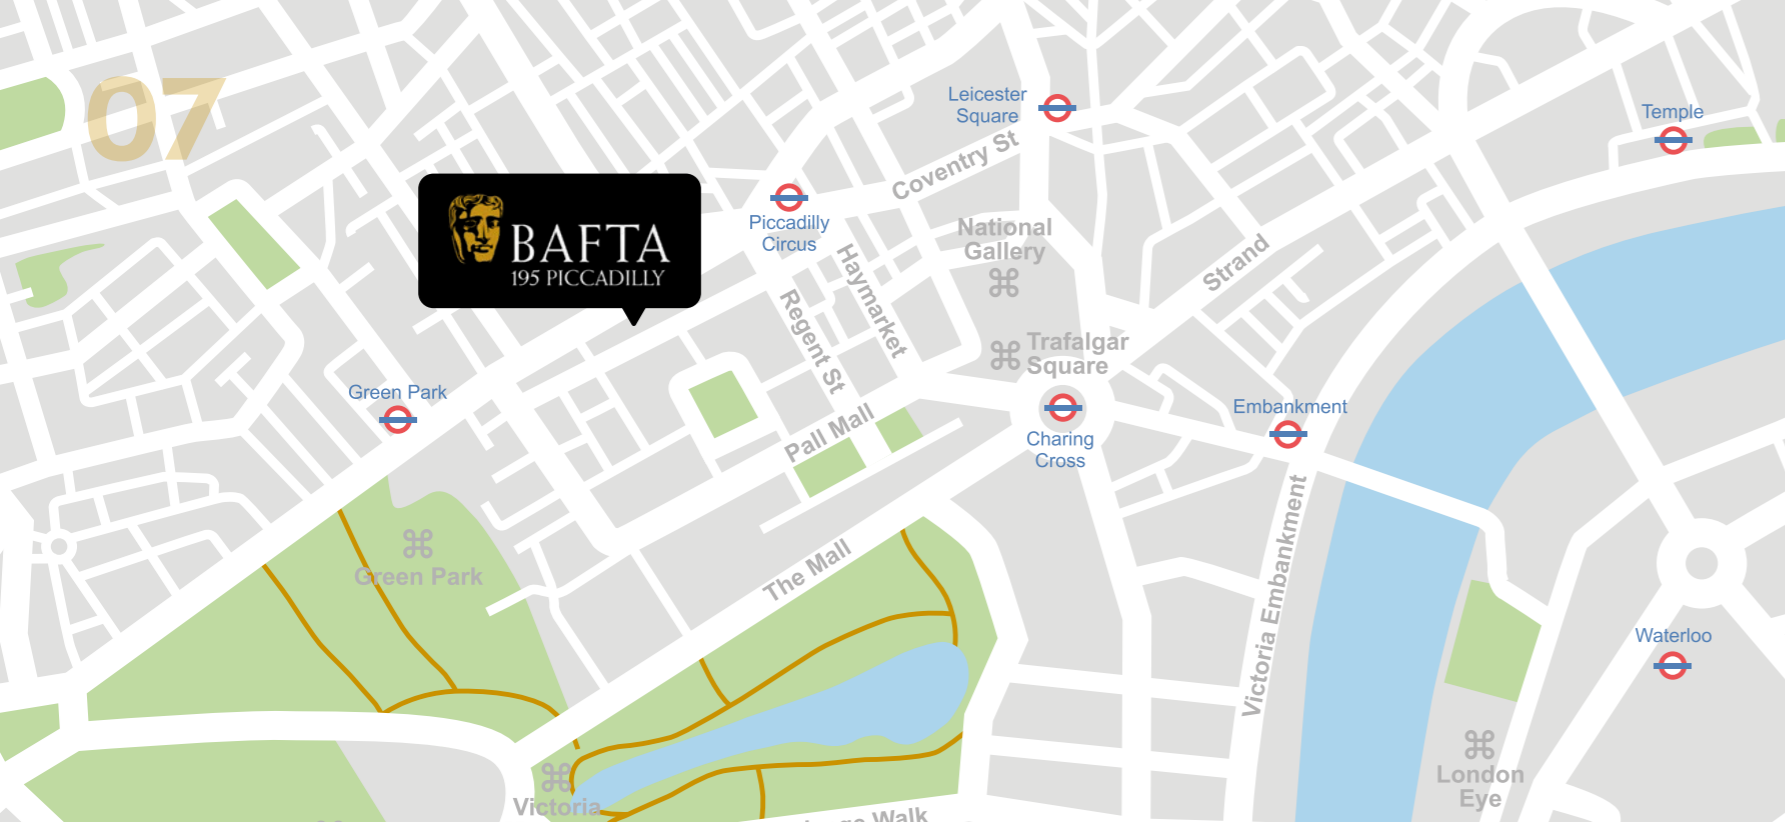 07
Leicester
Square
Temple
Coventry St
BAFTA
195 PICCADILLY
Piccadilly
Circus
National
Gallery
Haymarket
Strand
Regent St
Trafalgar
Square
Green Park
Pall Mall
Charing
Cross
Embankment
Green Park
The Mall
Victoria Embankment
Waterloo
London
Eye
Victoria
Walk